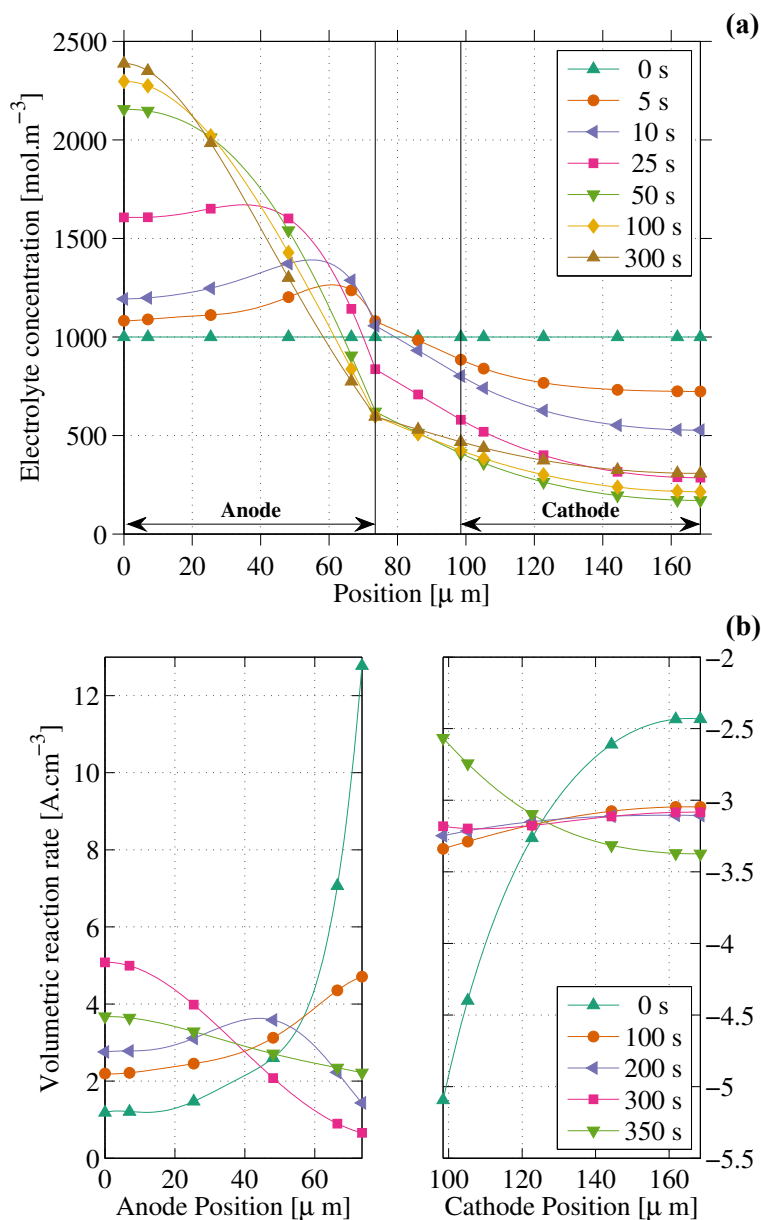 (a)
Electrolyte concentration [mol.m−3]
2500
2000
1500
1000
500
0
0 s
5 s
10 s
25 s
50 s
100 s
300 s
Anode
Cathode
0 20 40 60 80 100 120 140 160
Position [μ m]
(b)
Volumetric reaction rate [A.cm−3]
12
10
8
6
4
2
0
0 20 40 60
Anode Position [μ m]
−2
−2.5
−3
−3.5
−4
−4.5
−5
−5.5
0 s
100 s
200 s
300 s
350 s
100 120 140 160
Cathode Position [μ m]